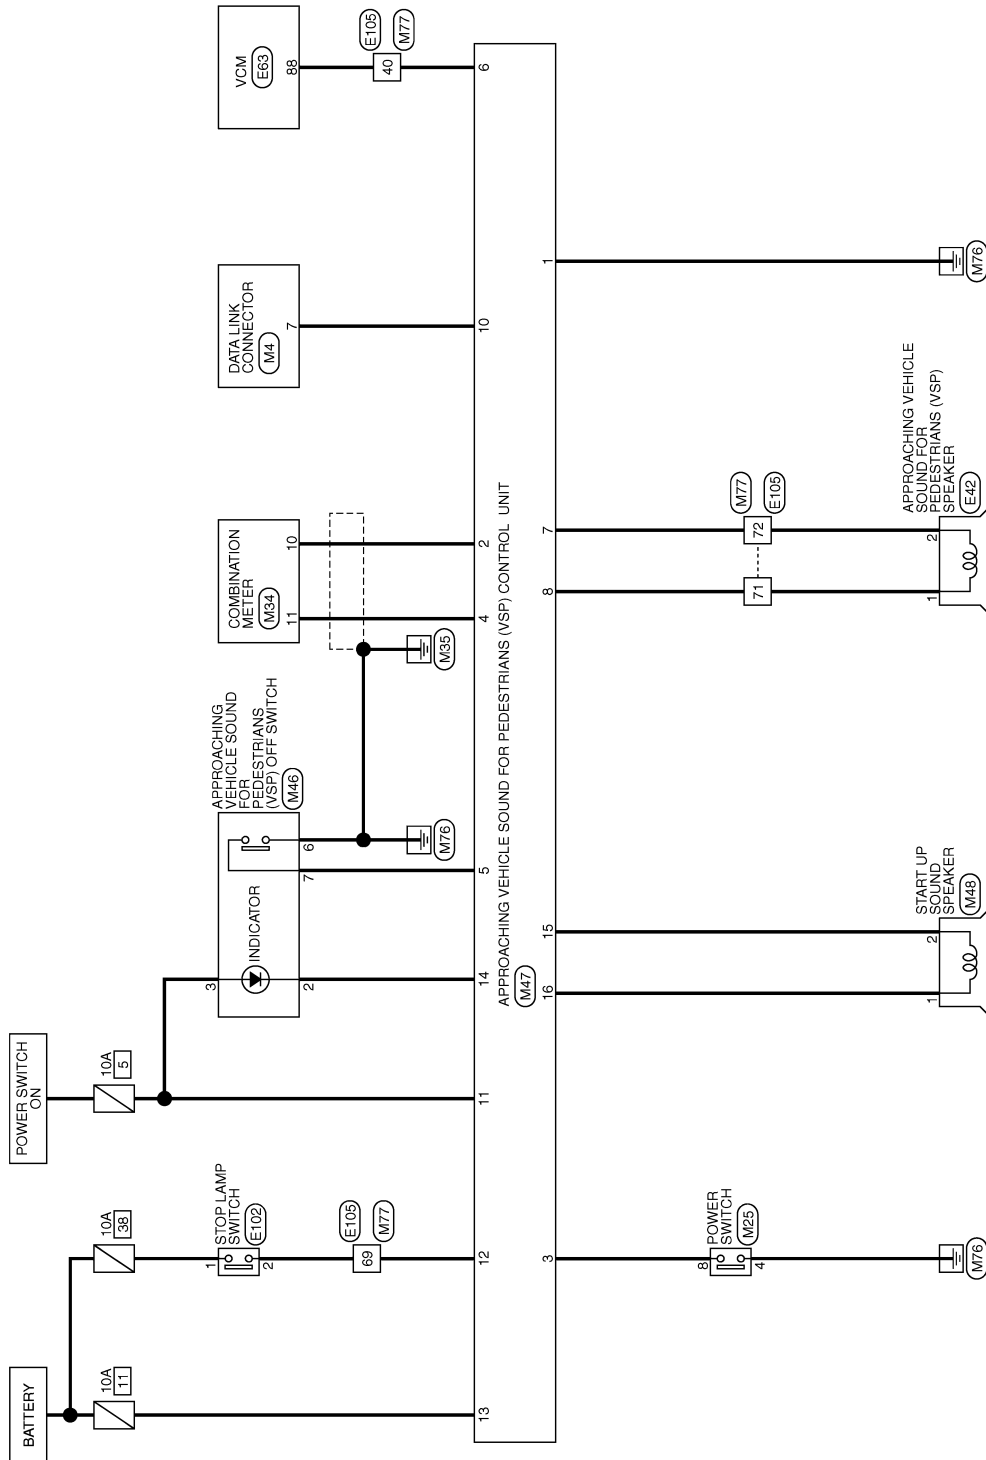 BATTERY
10A
11
13
10A
38
1
STOP LAMP
SWITCH
E102
2
E105
69
M77
12
POWER SWITCH
ON
10A
5
11
3
INDICATOR
2
14
APPROACHING
VEHICLE SOUND
FOR
PEDESTRIANS
(VSP) OFF SWITCH
M46
7
6
5
M76
M35
COMBINATION
METER
M34
11
10
4
2
DATA LINK
CONNECTOR
M4
7
10
VCM
E63
88
E105
40
M77
6
APPROACHING VEHICLE SOUND FOR PEDESTRIANS (VSP) CONTROL UNIT
M47
3
8
POWER
SWITCH
M25
4
M76
16
15
1
2
START UP
SOUND
SPEAKER
M48
8
7
M77
71
72
E105
1
2
APPROACHING VEHICLE
SOUND FOR
PEDESTRIANS (VSP)
SPEAKER
E42
1
M76